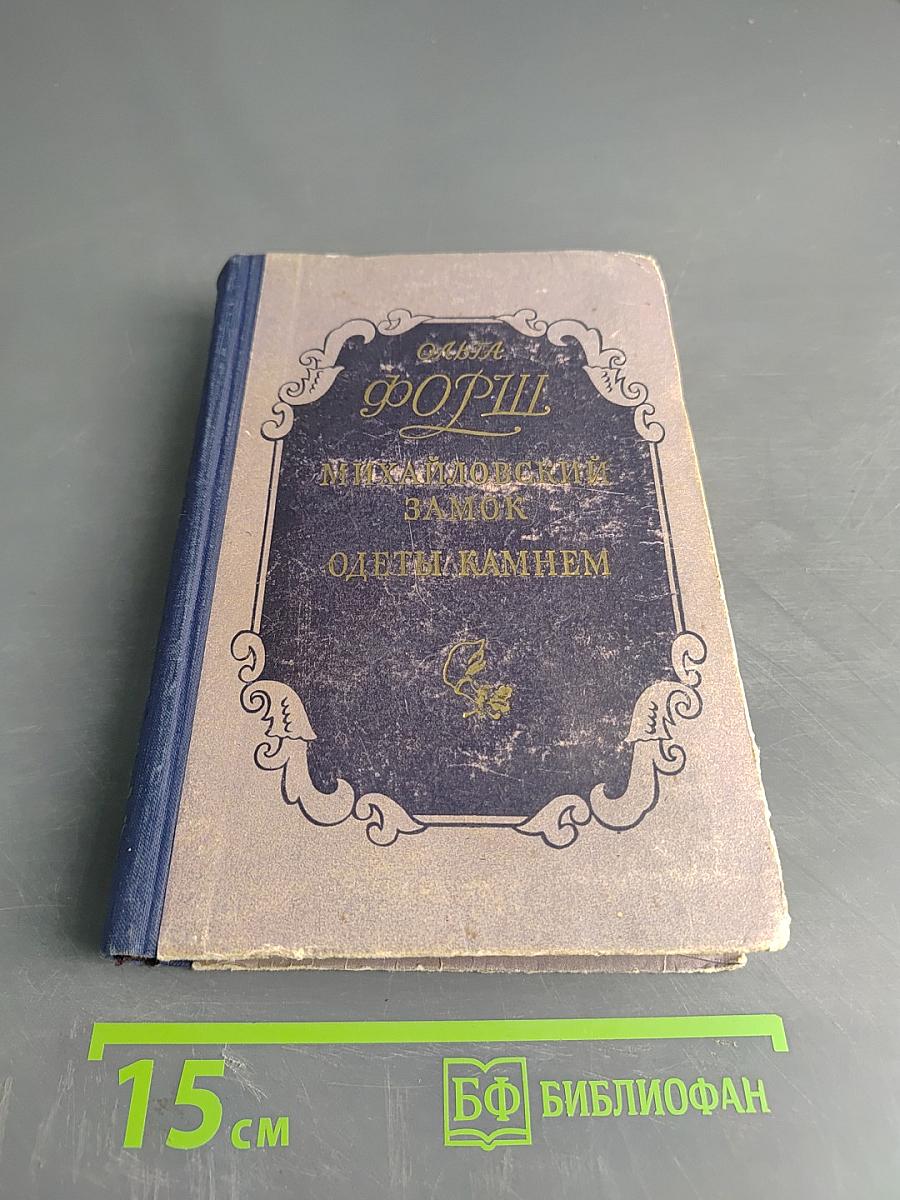 ОЛЬГА
ФОРШ
МИХАЙЛОВСКИЙ
ЗАМОК
ОДЕТЫ КАМНЕМ
15 см
БФ БИБЛИОФАН